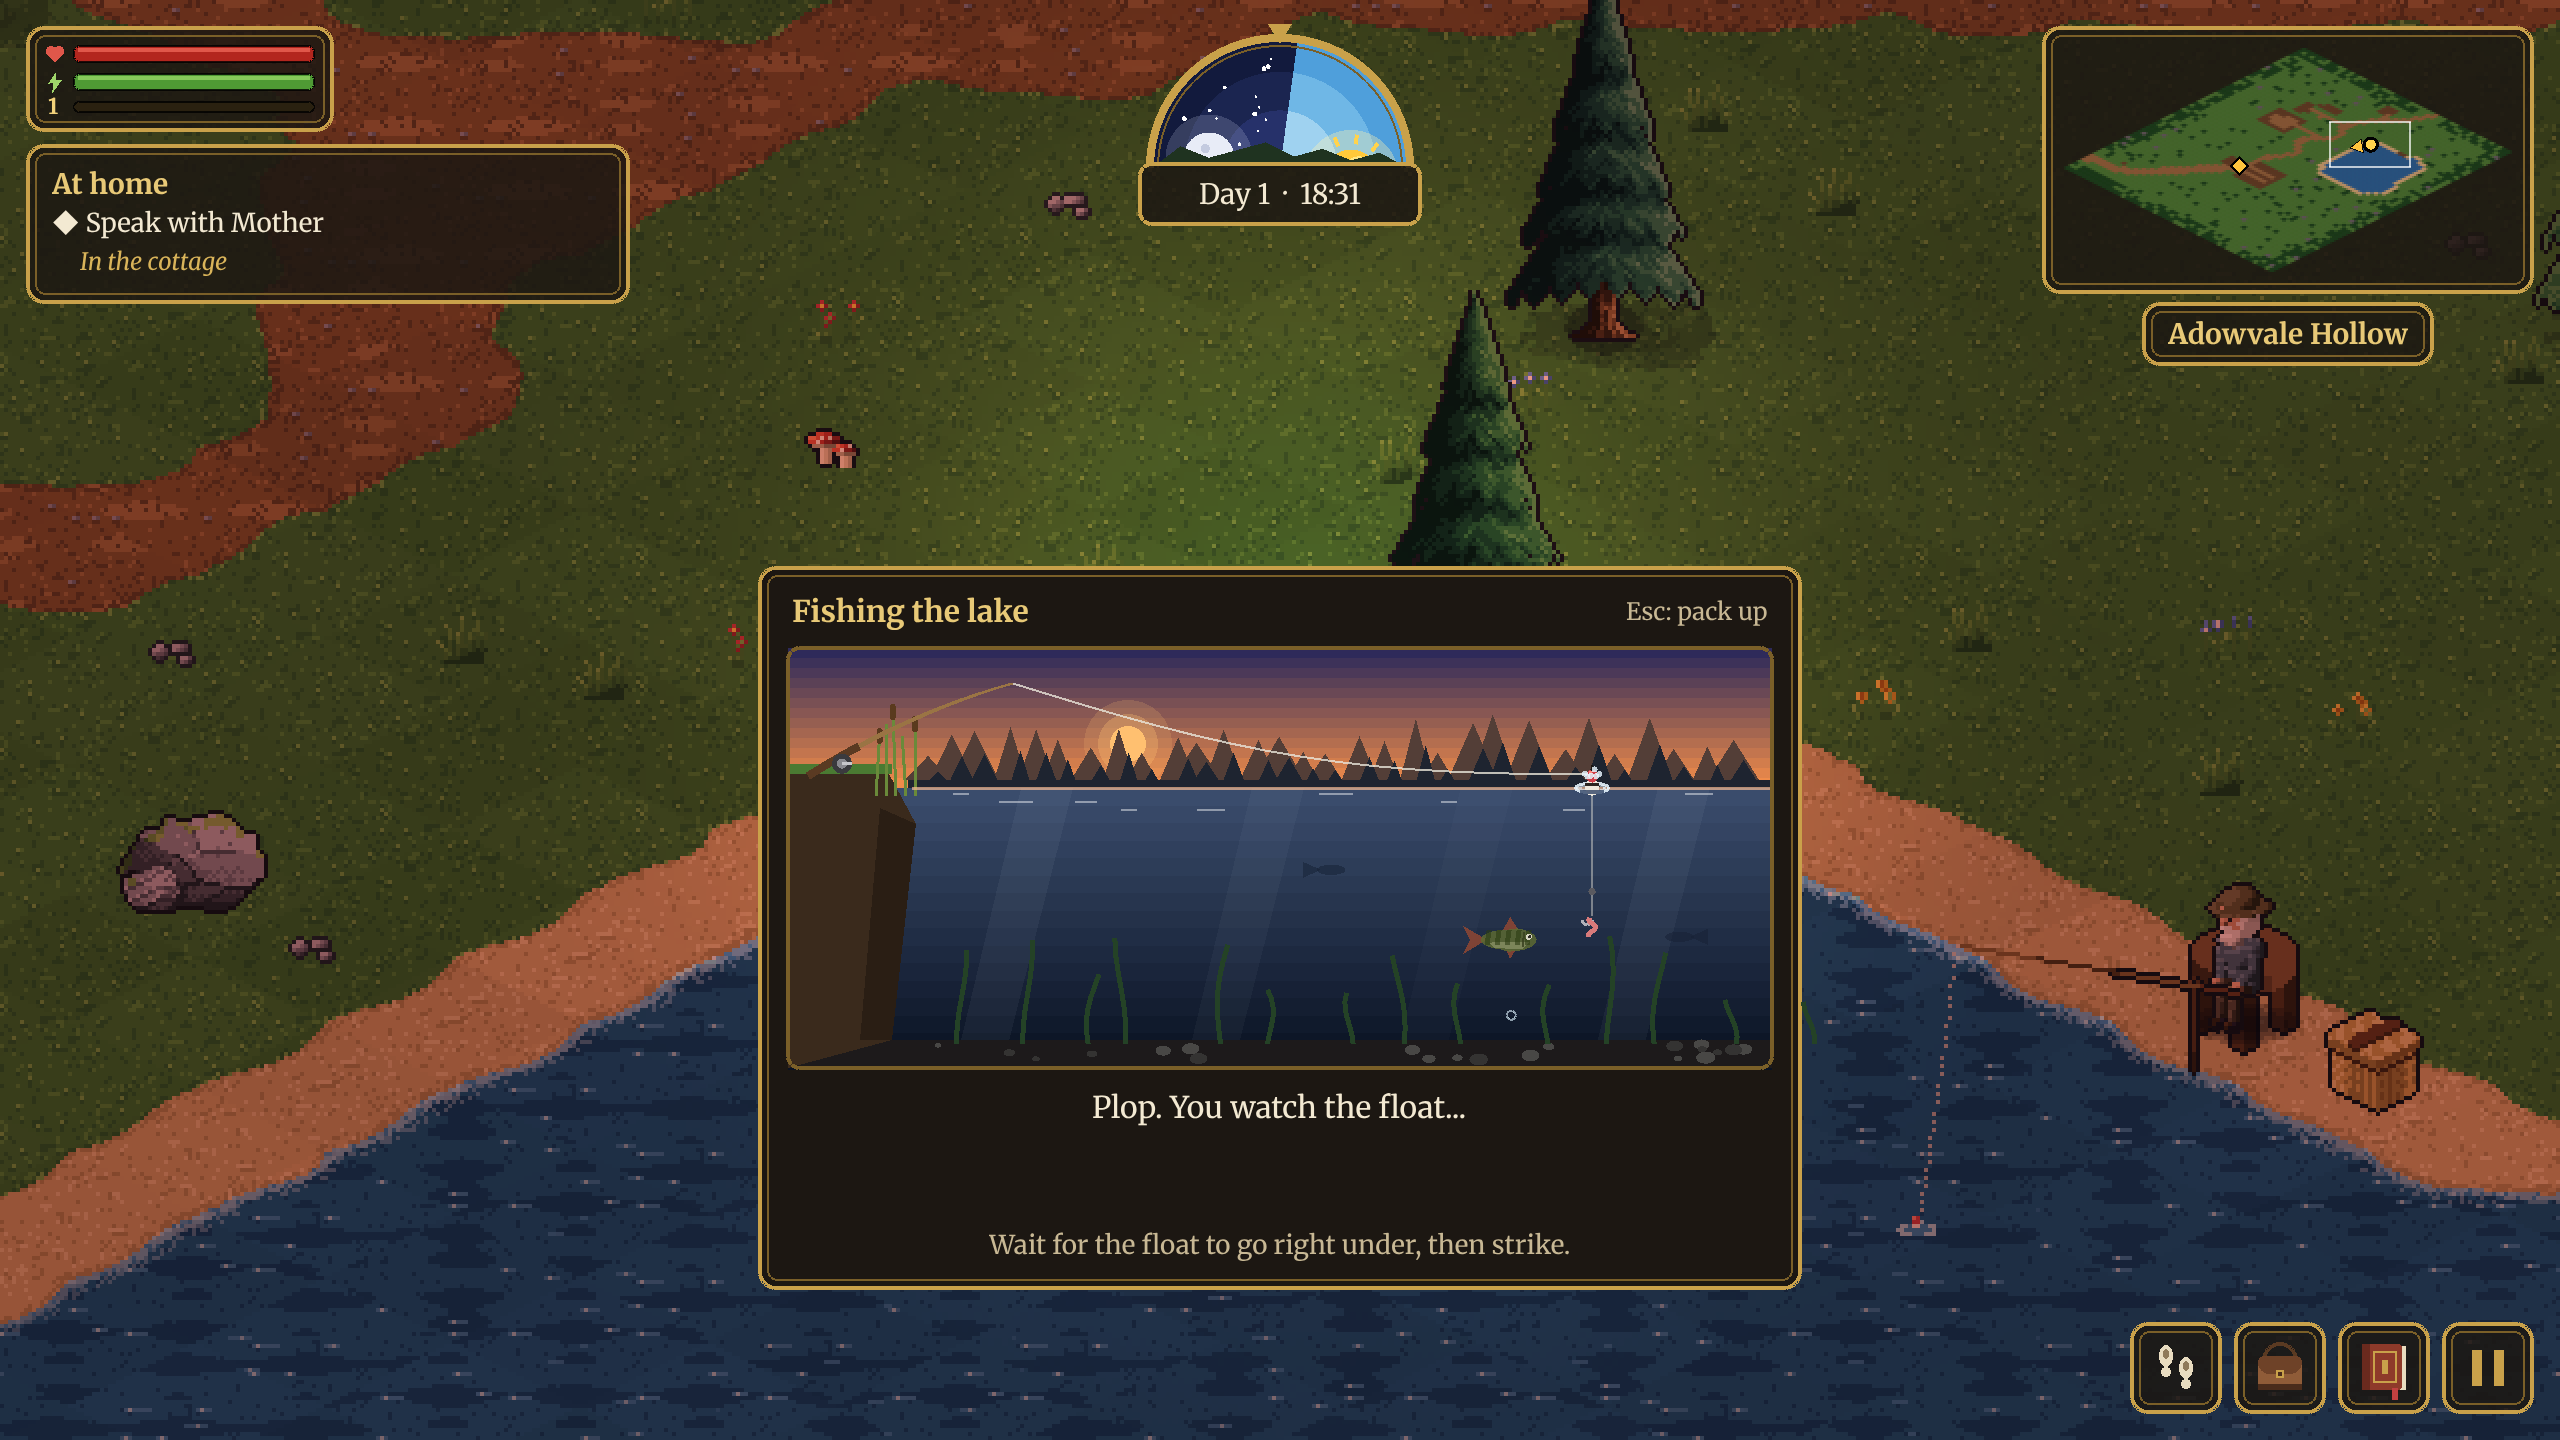 1
At home
Speak with Mother
In the cottage
Day 1 · 18:31
Adowvale Hollow
Fishing the lake
Esc: pack up
Plop. You watch the float...
Wait for the float to go right under, then strike.